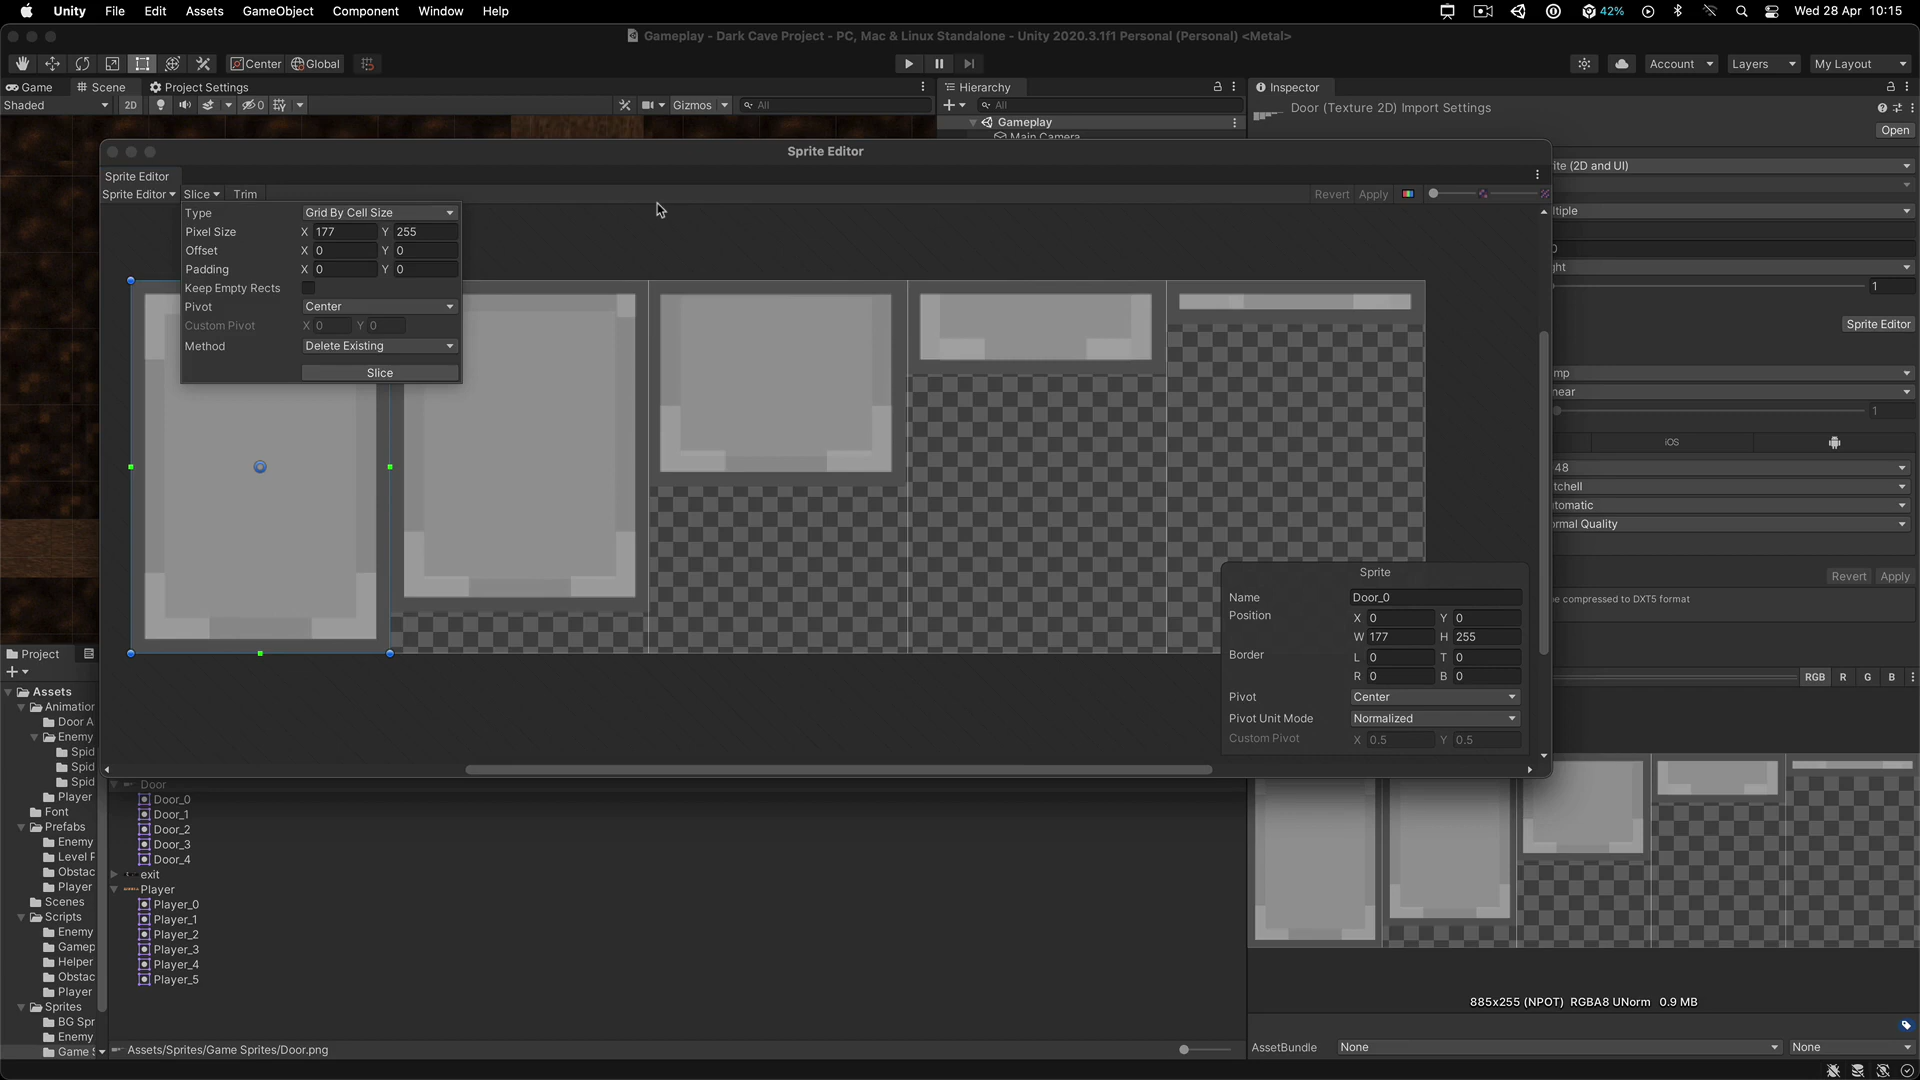 Unity File Edit Assets GameObject Component Window Help 42% Wed 28 Apr 10:15
Gameplay - Dark Cave Project - PC, Mac & Linux Standalone - Unity 2020.3.1f1 Personal (Personal) <Metal>
Center Global Account Layers My Layout
Game Scene Project Settings Hierarchy Inspector
Shaded 2D 0 Gizmos All All
Door (Texture 2D) Import Settings
Open
Gameplay
Main Camera
Sprite Editor
Sprite Editor
Sprite Editor Slice Trim Revert Apply
Type Grid By Cell Size
Pixel Size X 177 Y 255
Offset X 0 Y 0
Padding X 0 Y 0
Keep Empty Rects
Pivot Center
Custom Pivot X 0 Y 0
Method Delete Existing
Slice
ite (2D and UI)
ltiple
0
ht
1
Sprite Editor
mp
near
1
iOS
48
tchell
tomatic
rmal Quality
Revert Apply
e compressed to DXT5 format
Sprite
Name Door_0
Position X 0 Y 0
W 177 H 255
Border L 0 T 0
R 0 B 0
Pivot Center
Pivot Unit Mode Normalized
Custom Pivot X 0.5 Y 0.5
RGB R G B
Project
Assets
Animation
Door A
Enemy
Spid
Spid
Spid
Player
Font
Prefabs
Enemy
Level P
Obstac
Player
Scenes
Scripts
Enemy
Gamep
Helper
Obstac
Player
Sprites
BG Spr
Enemy
Game S
Door
Door_0
Door_1
Door_2
Door_3
Door_4
exit
Player
Player_0
Player_1
Player_2
Player_3
Player_4
Player_5
Assets/Sprites/Game Sprites/Door.png
885x255 (NPOT) RGBA8 UNorm 0.9 MB
AssetBundle None None